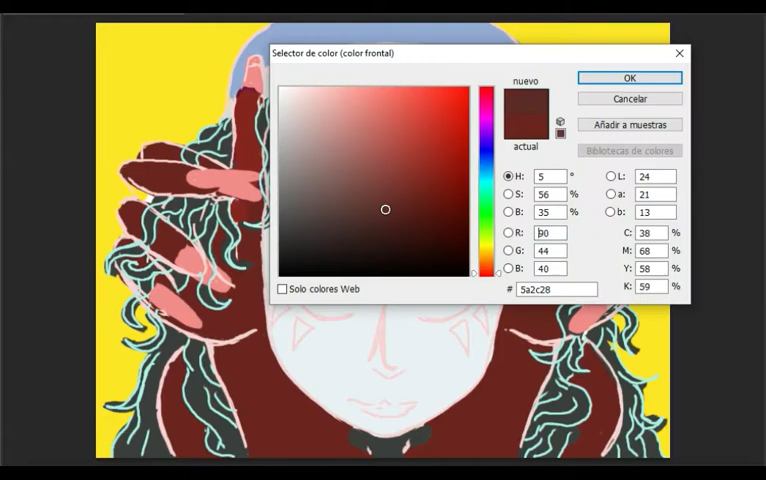 Selector de color (color frontal)
nuevo
actual
OK
Cancelar
Añadir a muestras
Bibliotecas de colores
H: 5 °
S: 56 %
B: 35 %
R: 90
G: 44
B: 40
# 5a2c28
L: 24
a: 21
b: 13
C: 38 %
M: 68 %
Y: 58 %
K: 59 %
Solo colores Web